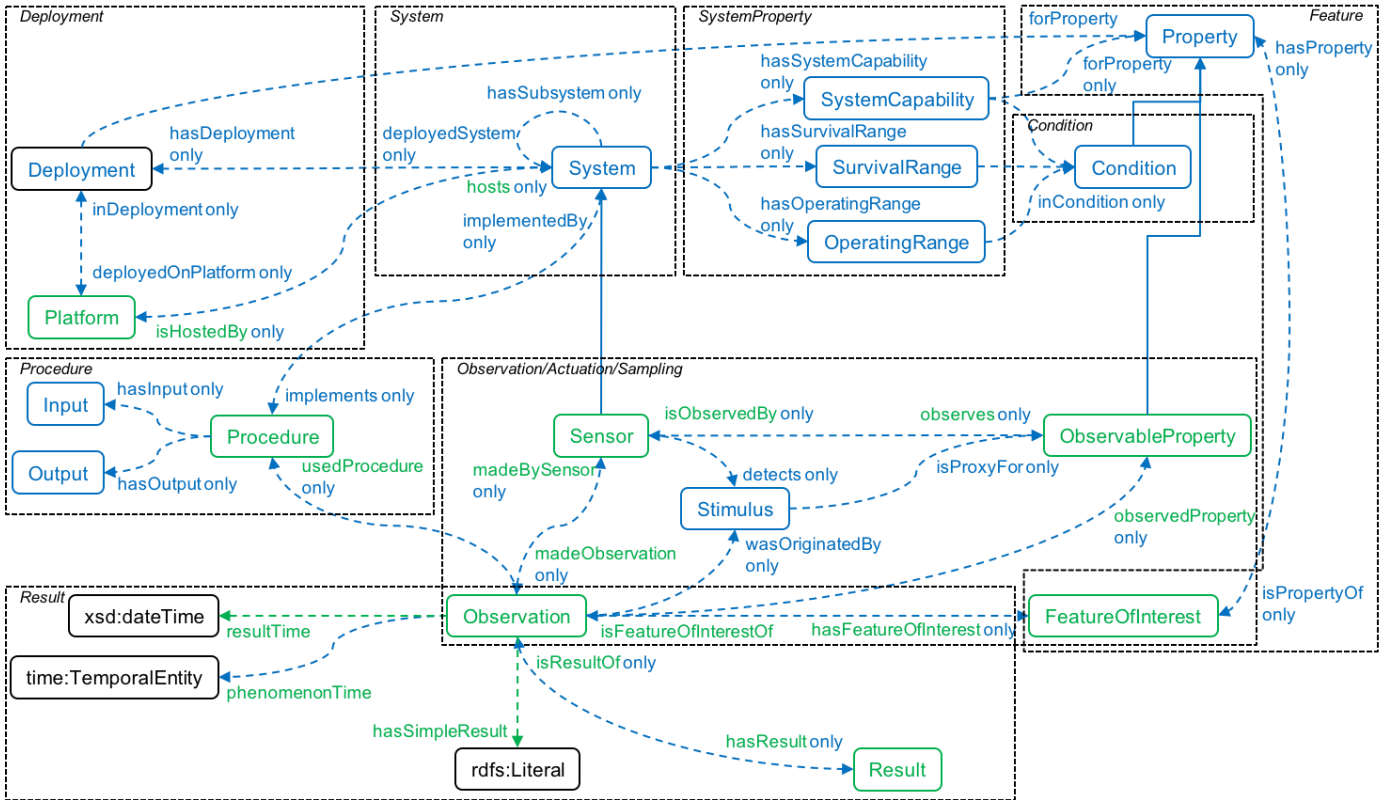 Deployment
System
SystemProperty
Feature
forProperty
Property
hasProperty
only
hasSystemCapability
only
forProperty
only
hasSubsystem only
SystemCapability
hasDeployment
only
deployedSystem
only
hasSurvivalRange
only
Condition
Deployment
System
SurvivalRange
Condition
hosts only
inDeployment only
implementedBy
only
hasOperatingRange
only
inCondition only
OperatingRange
deployedOnPlatform only
Platform
isHostedBy only
Procedure
Observation/Actuation/Sampling
hasInput only
Input
implements only
isObservedBy only
observes only
Procedure
Sensor
ObservableProperty
usedProcedure
only
madeBySensor
only
detects only
isProxyFor only
Output
hasOutput only
Stimulus
observedProperty
only
wasOriginatedBy
only
madeObservation
only
isPropertyOf
only
Result
xsd:dateTime
resultTime
Observation
isFeatureOfInterestOf
hasFeatureOfInterest only
FeatureOfInterest
isResultOf only
time:TemporalEntity
phenomenonTime
hasSimpleResult
hasResult only
rdfs:Literal
Result